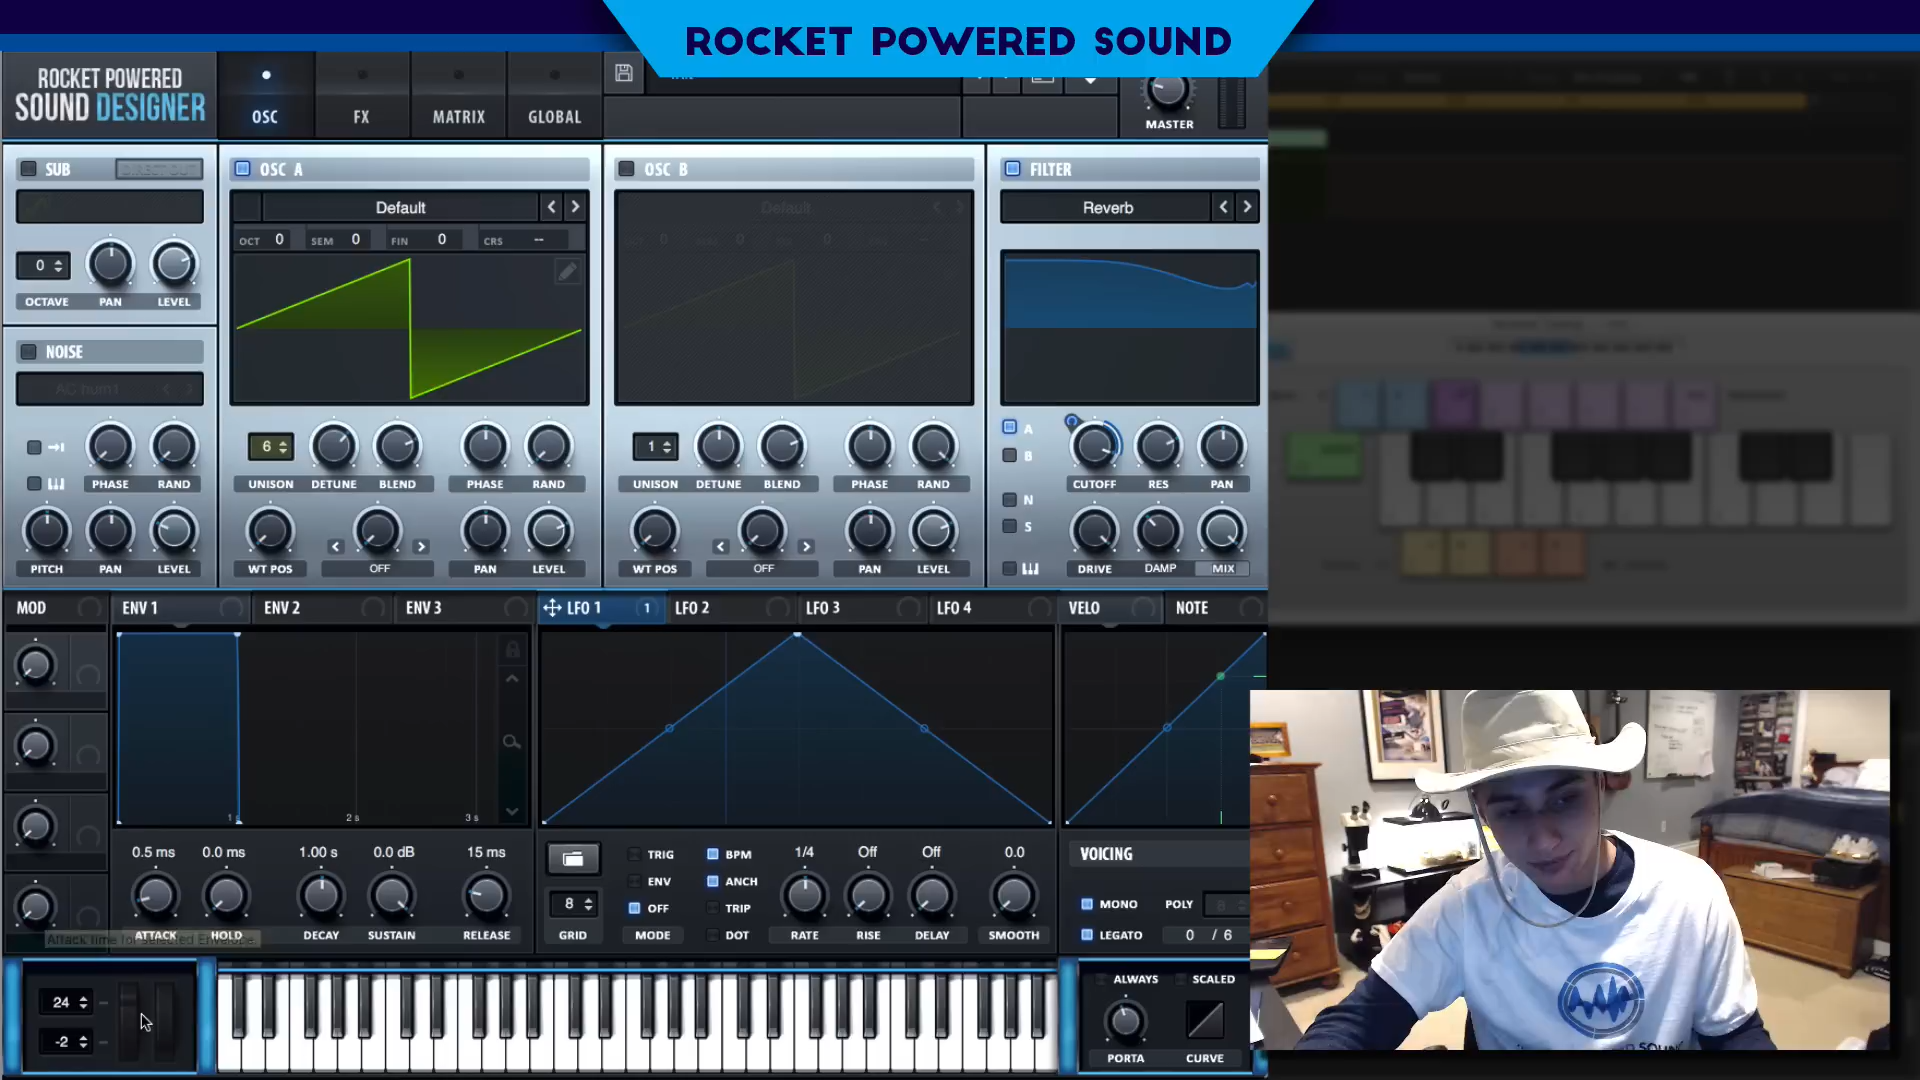 ROCKET POWERED SOUND
ROCKET POWERED
SOUND DESIGNER
OSC
FX
MATRIX
GLOBAL
MASTER
SUB
DIRECT OUT
0
OCTAVE
PAN
LEVEL
NOISE
AC hum1
PHASE
RAND
PITCH
PAN
LEVEL
OSC A
Default
OCT 0
SEM 0
FIN 0
CRS --
6
UNISON
DETUNE
BLEND
PHASE
RAND
WT POS
OFF
PAN
LEVEL
OSC B
Default
1
UNISON
DETUNE
BLEND
PHASE
RAND
WT POS
OFF
PAN
LEVEL
FILTER
Reverb
A
B
N
S
CUTOFF
RES
PAN
DRIVE
DAMP
MIX
MOD
ENV 1
ENV 2
ENV 3
LFO 1
1
LFO 2
LFO 3
LFO 4
VELO
NOTE
1
2 s
3 s
0.5 ms
0.0 ms
1.00 s
0.0 dB
15 ms
ATTACK
HOLD
DECAY
SUSTAIN
RELEASE
Attack time for selected Envelope.
8
GRID
TRIG
ENV
OFF
MODE
BPM
ANCH
TRIP
DOT
1/4
Off
Off
0.0
RATE
RISE
DELAY
SMOOTH
VOICING
MONO
POLY
8
LEGATO
0 / 6
24
-2
ALWAYS
SCALED
PORTA
CURVE